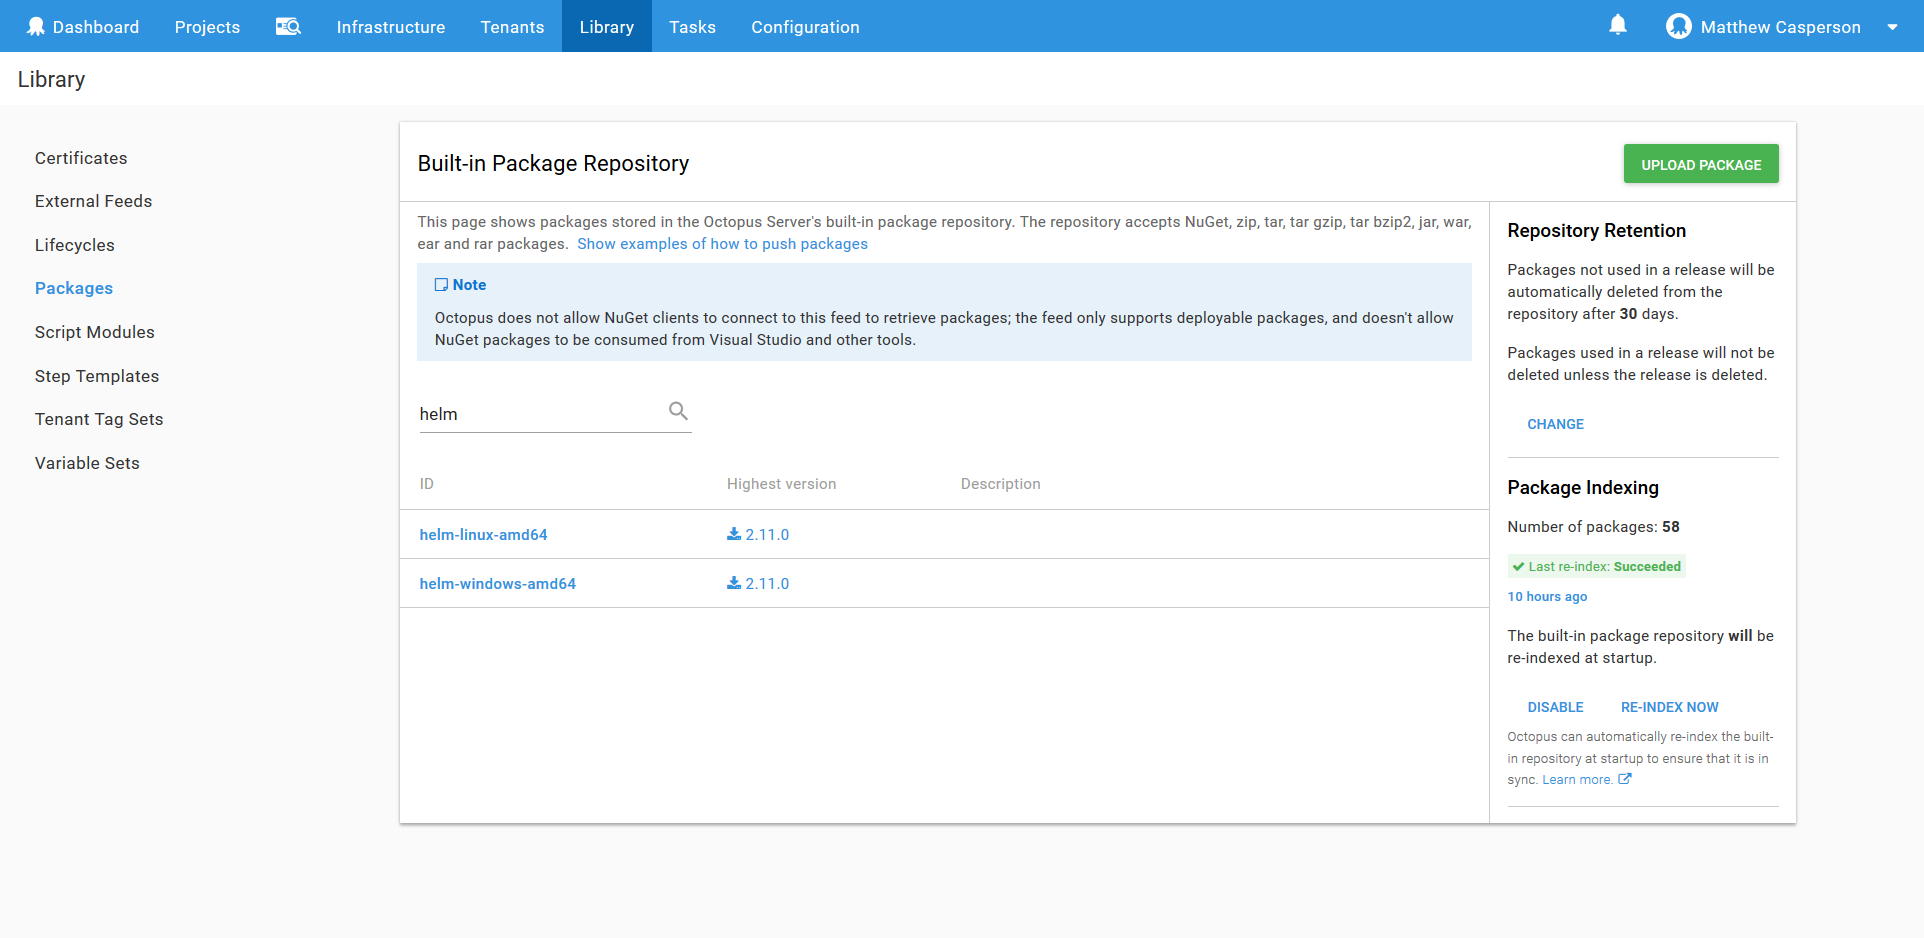 Dashboard Projects Infrastructure Tenants Library Tasks Configuration Matthew Casperson
Library
Certificates
External Feeds
Lifecycles
Packages
Script Modules
Step Templates
Tenant Tag Sets
Variable Sets
Built-in Package Repository
UPLOAD PACKAGE
This page shows packages stored in the Octopus Server's built-in package repository. The repository accepts NuGet, zip, tar, tar gzip, tar bzip2, jar, war,
ear and rar packages. Show examples of how to push packages
Note
Octopus does not allow NuGet clients to connect to this feed to retrieve packages; the feed only supports deployable packages, and doesn't allow
NuGet packages to be consumed from Visual Studio and other tools.
helm
ID Highest version Description
helm-linux-amd64 2.11.0
helm-windows-amd64 2.11.0
Repository Retention
Packages not used in a release will be
automatically deleted from the
repository after 30 days.
Packages used in a release will not be
deleted unless the release is deleted.
CHANGE
Package Indexing
Number of packages: 58
Last re-index: Succeeded
10 hours ago
The built-in package repository will be
re-indexed at startup.
DISABLE RE-INDEX NOW
Octopus can automatically re-index the built-
in repository at startup to ensure that it is in
sync. Learn more.